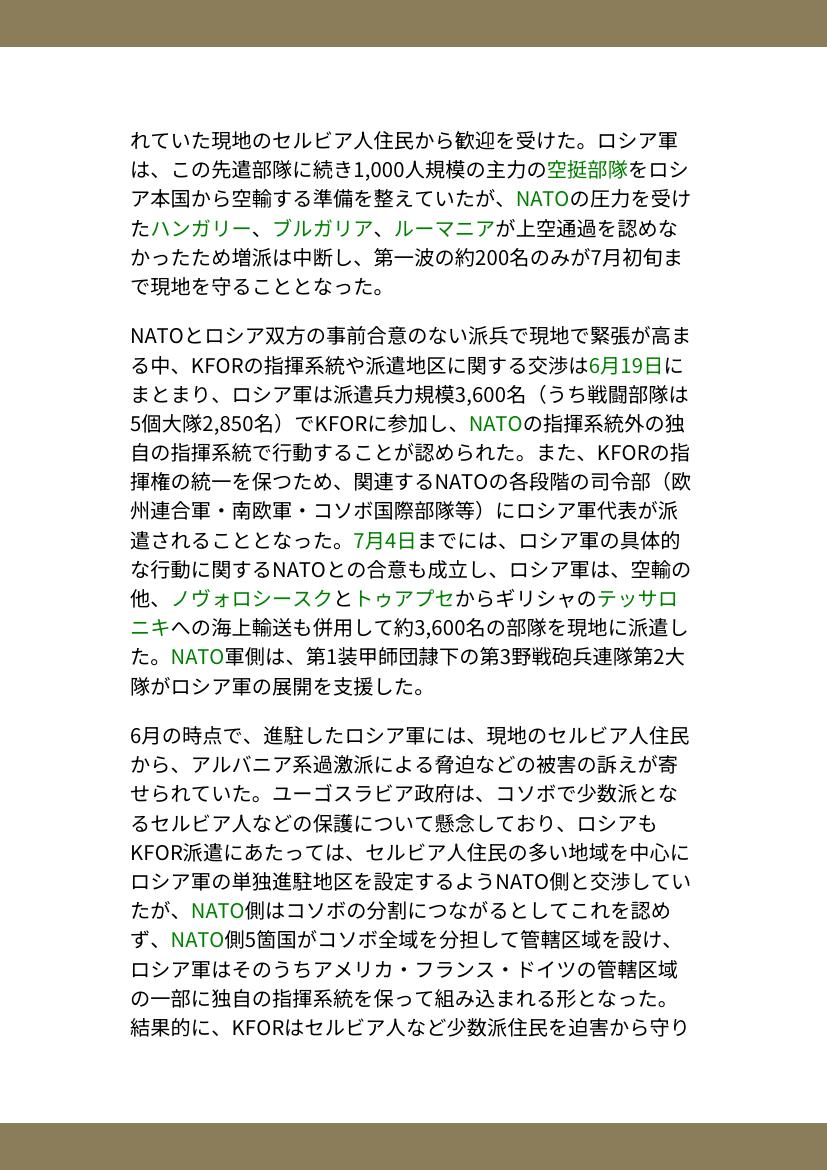 れていた現地のセルビア人住民から歓迎を受けた。ロシア軍
は、この先遣部隊に続き1,000人規模の主力の空挺部隊をロシ
ア本国から空輸する準備を整えていたが、NATOの圧力を受け
たハンガリー、ブルガリア、ルーマニアが上空通過を認めな
かったため増派は中断し、第一波の約200名のみが7月初旬ま
で現地を守ることとなった。
NATOとロシア双方の事前合意のない派兵で現地で緊張が高ま
る中、KFORの指揮系統や派遣地区に関する交渉は6月19日に
まとまり、ロシア軍は派遣兵力規模3,600名（うち戦闘部隊は
5個大隊2,850名）でKFORに参加し、NATOの指揮系統外の独
自の指揮系統で行動することが認められた。また、KFORの指
揮権の統一を保つため、関連するNATOの各段階の司令部（欧
州連合軍・南欧軍・コソボ国際部隊等）にロシア軍代表が派
遣されることとなった。7月4日までには、ロシア軍の具体的
な行動に関するNATOとの合意も成立し、ロシア軍は、空輸の
他、ノヴォロシースクとトゥアプセからギリシャのテッサロ
ニキへの海上輸送も併用して約3,600名の部隊を現地に派遣し
た。NATO軍側は、第1装甲師団隷下の第3野戦砲兵連隊第2大
隊がロシア軍の展開を支援した。
6月の時点で、進駐したロシア軍には、現地のセルビア人住民
から、アルバニア系過激派による脅迫などの被害の訴えが寄
せられていた。ユーゴスラビア政府は、コソボで少数派とな
るセルビア人などの保護について懸念しており、ロシアも
KFOR派遣にあたっては、セルビア人住民の多い地域を中心に
ロシア軍の単独進駐地区を設定するようNATO側と交渉してい
たが、NATO側はコソボの分割につながるとしてこれを認め
ず、NATO側5箇国がコソボ全域を分担して管轄区域を設け、
ロシア軍はそのうちアメリカ・フランス・ドイツの管轄区域
の一部に独自の指揮系統を保って組み込まれる形となった。
結果的に、KFORはセルビア人など少数派住民を迫害から守り